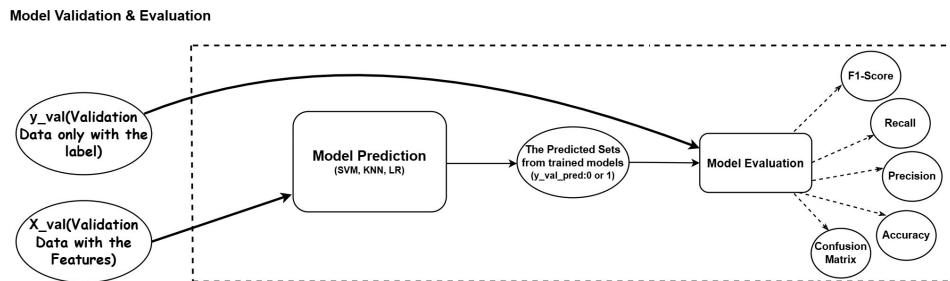 Model Validation & Evaluation
y_val(Validation
Data only with the
label)
X_val(Validation
Data with the
Features)
Model Prediction
(SVM, KNN, LR)
The Predicted Sets
from trained models
(y_val_pred:0 or 1)
Model Evaluation
F1-Score
Recall
Precision
Accuracy
Confusion
Matrix